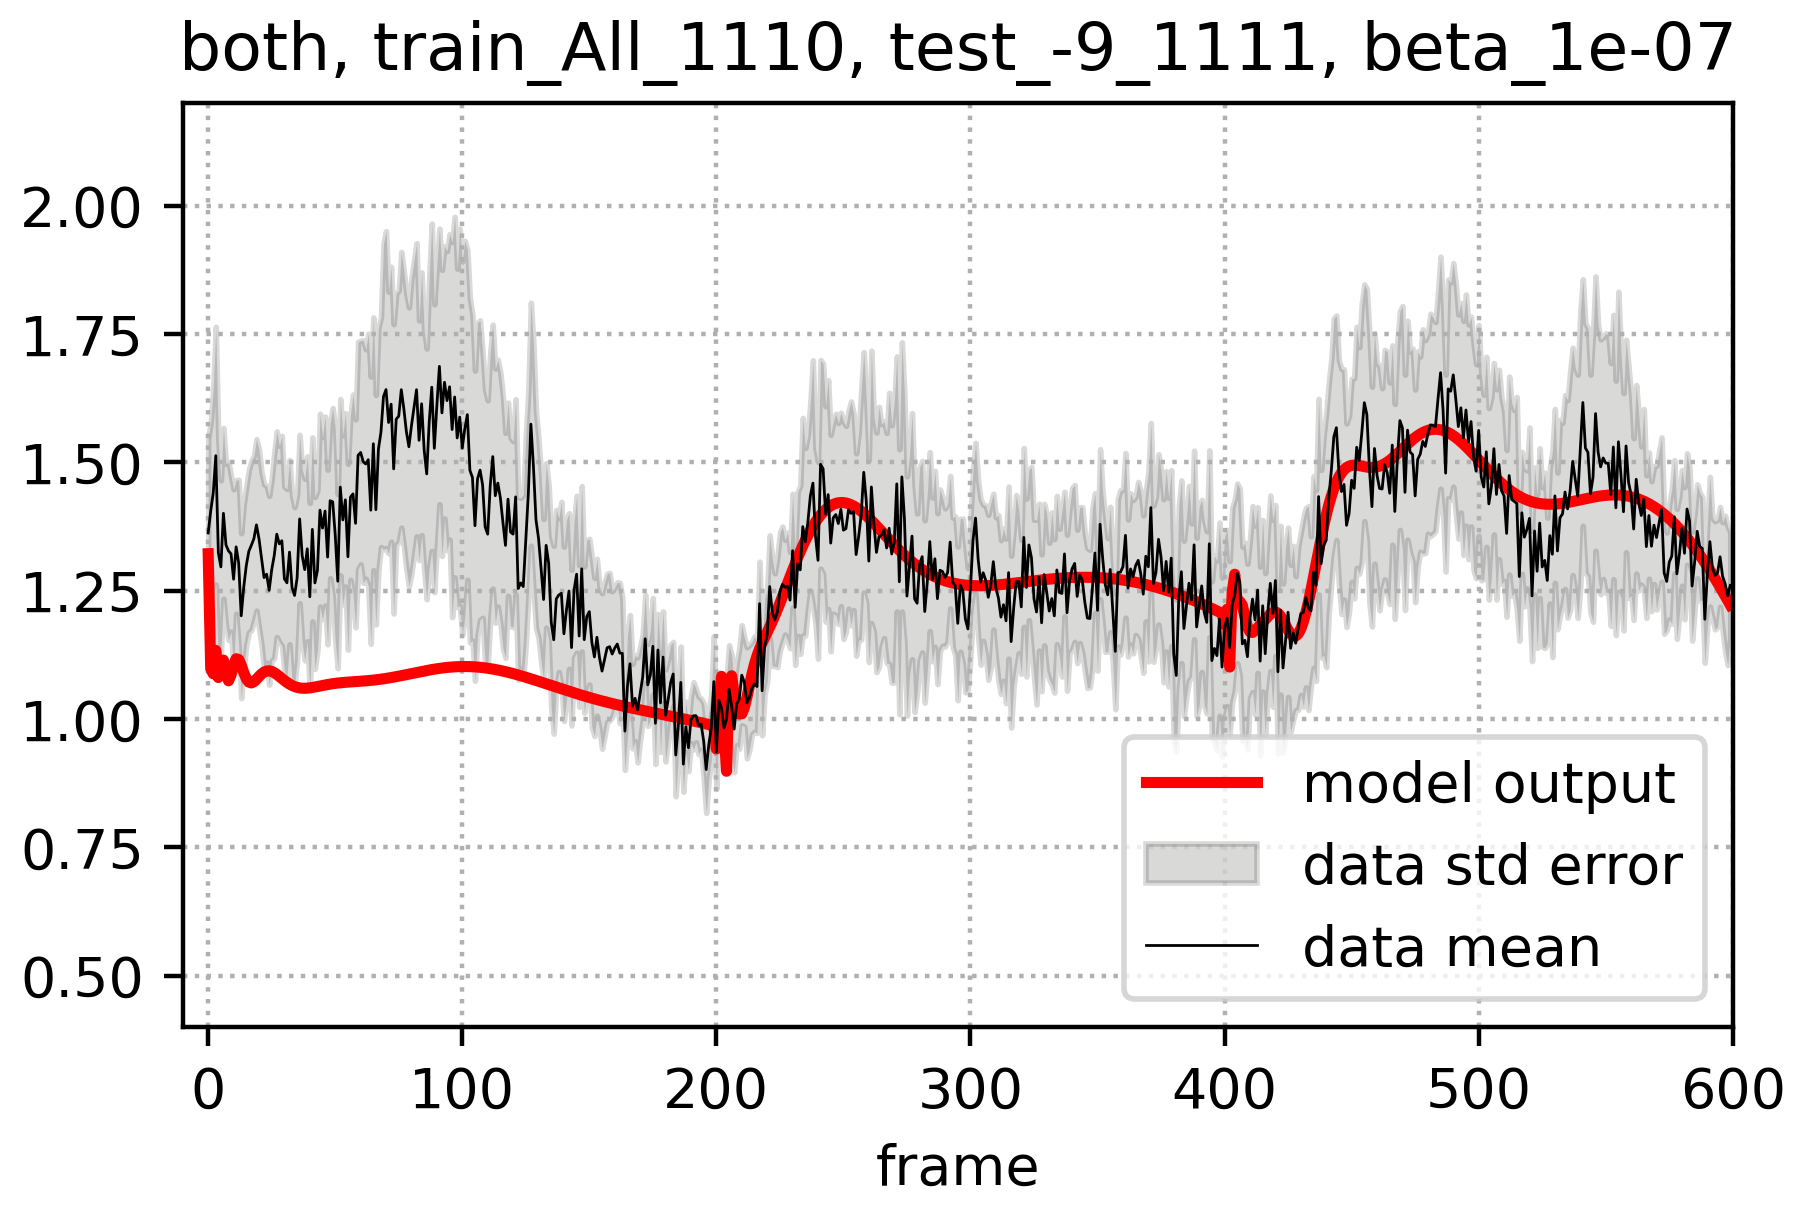 both, train_All_1110, test_-9_1111, beta_1e-07
2.00
1.75
1.50
1.25
1.00
0.75
0.50
model output
data std error
data mean
0 100 200 300 400 500 600
frame